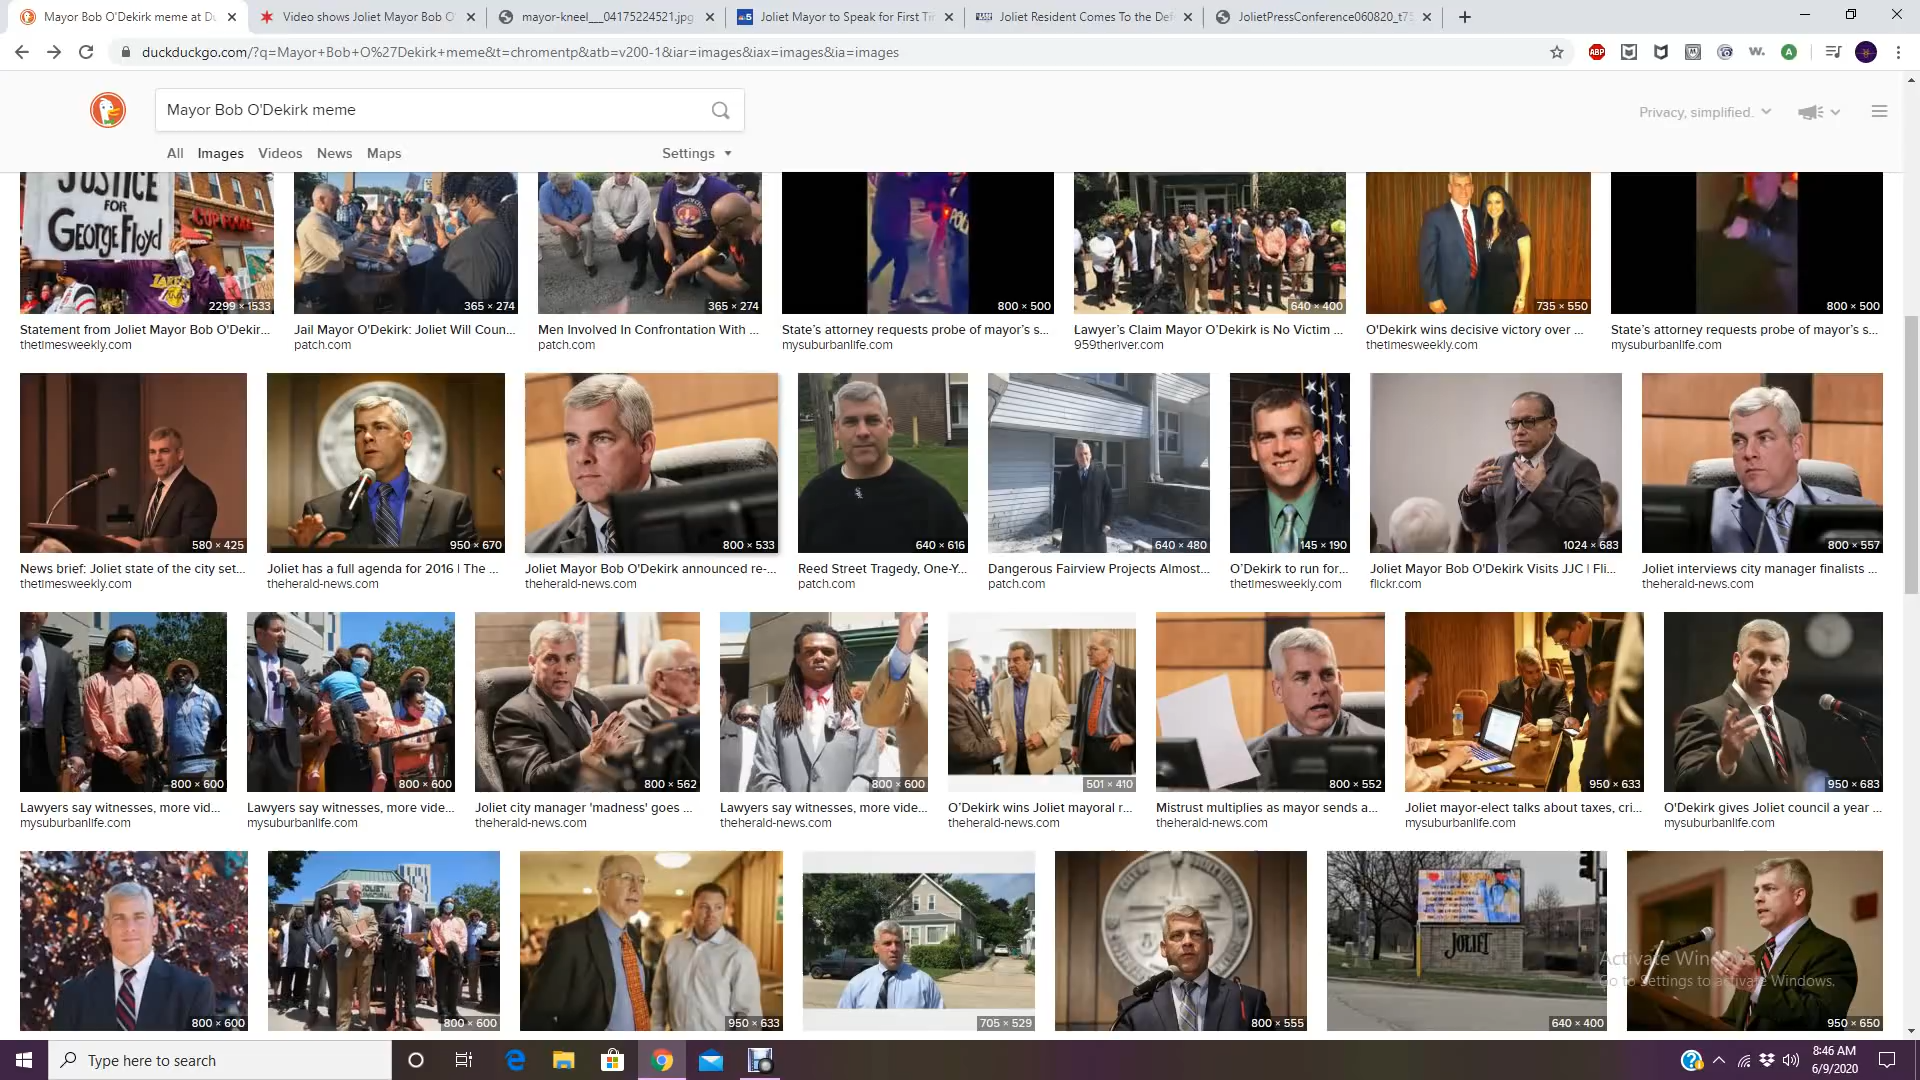 Mayor Bob O'Dekirk meme at Du
Video shows Joliet Mayor Bob O'
mayor-kneel___04175224521.jpg
Joliet Mayor to Speak for First Tim
Joliet Resident Comes To the Def
JolietPressConference060820_t75
duckduckgo.com/?q=Mayor+Bob+O%27Dekirk+meme&t=chromentp&atb=v200-1&iar=images&iax=images&ia=images
Mayor Bob O'Dekirk meme
Privacy, simplified.
All Images Videos News Maps Settings
JUSTICE
FOR
George Floyd
CUP FOODS
2299 × 1533 365 × 274 365 × 274 800 × 500 640 × 400 735 × 550 800 × 500
Statement from Joliet Mayor Bob O'Dekir... Jail Mayor O'Dekirk: Joliet Will Coun... Men Involved In Confrontation With ... State's attorney requests probe of mayor's s... Lawyer's Claim Mayor O'Dekirk is No Victim ... O'Dekirk wins decisive victory over ... State's attorney requests probe of mayor's s...
thetimesweekly.com patch.com patch.com mysuburbanlife.com 959theriver.com thetimesweekly.com mysuburbanlife.com
580 × 425 950 × 670 800 × 533 640 × 616 640 × 480 145 × 190 1024 × 683 800 × 557
News brief: Joliet state of the city set... Joliet has a full agenda for 2016 | The ... Joliet Mayor Bob O'Dekirk announced re-... Reed Street Tragedy, One-Y... Dangerous Fairview Projects Almost... O'Dekirk to run for... Joliet Mayor Bob O'Dekirk Visits JJC | Fli... Joliet interviews city manager finalists ...
thetimesweekly.com theherald-news.com theherald-news.com patch.com patch.com thetimesweekly.com flickr.com theherald-news.com
800 × 600 800 × 600 800 × 562 800 × 600 501 × 410 800 × 552 950 × 633 950 × 683
Lawyers say witnesses, more vid... Lawyers say witnesses, more vide... Joliet city manager 'madness' goes ... Lawyers say witnesses, more vide... O'Dekirk wins Joliet mayoral r... Mistrust multiplies as mayor sends a... Joliet mayor-elect talks about taxes, cri... O'Dekirk gives Joliet council a year ...
mysuburbanlife.com mysuburbanlife.com theherald-news.com theherald-news.com theherald-news.com theherald-news.com mysuburbanlife.com mysuburbanlife.com
JOLIET
Activate Windows
Go to Settings to activate Windows.
800 × 600 800 × 600 950 × 633 705 × 529 800 × 555 640 × 400 950 × 650
Type here to search
8:46 AM
6/9/2020